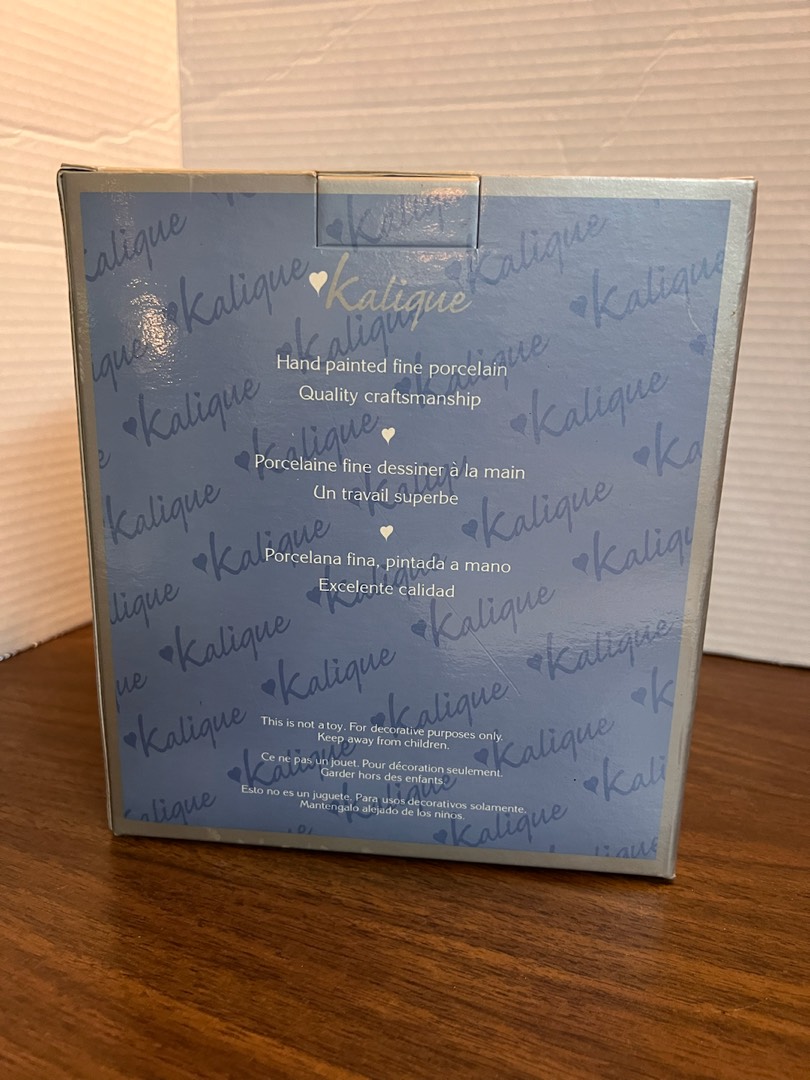 Kalique
Hand painted fine porcelain
Quality craftsmanship
Porcelaine fine dessiner à la main
Un travail superbe
Porcelana fina, pintada a mano
Excelente calidad
This is not a toy. For decorative purposes only.
Keep away from children.
Ce ne pas un jouet. Pour décoration seulement.
Garder hors des enfants.
Esto no es un juguete. Para usos decorativos solamente.
Mantengalo alejado de los ninos.